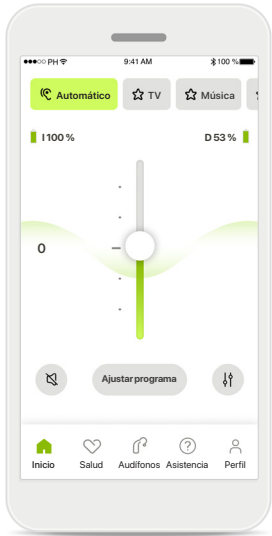 PH 9:41 AM 100 %
Automático TV Música
I 100 % D 53 %
0
Ajustar programa
Inicio Salud Audífonos Asistencia Perfil